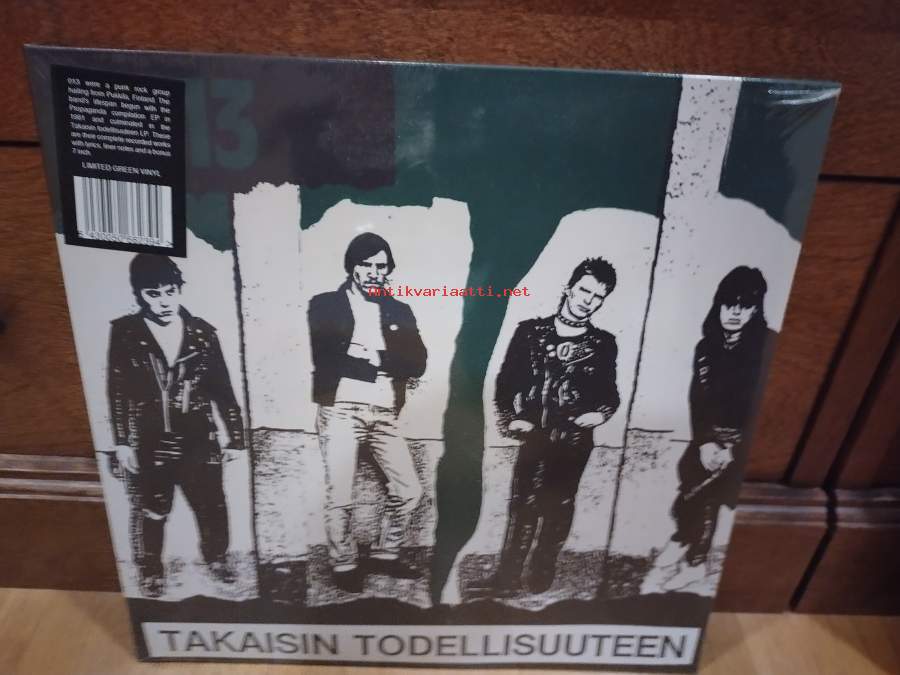 013 were a punk rock group
hailing from Pukkila, Finland. The
band's lifespan begun with the
Propaganda compilation EP in
1981 and culminated in the
Takaisin todellisuuteen LP. These
are their complete recorded works
with lyrics, liner notes and a bonus
7 inch.
LIMITED GREEN VINYL
13
Antikvariaatti.net
TAKAISIN TODELLISUUTEEN